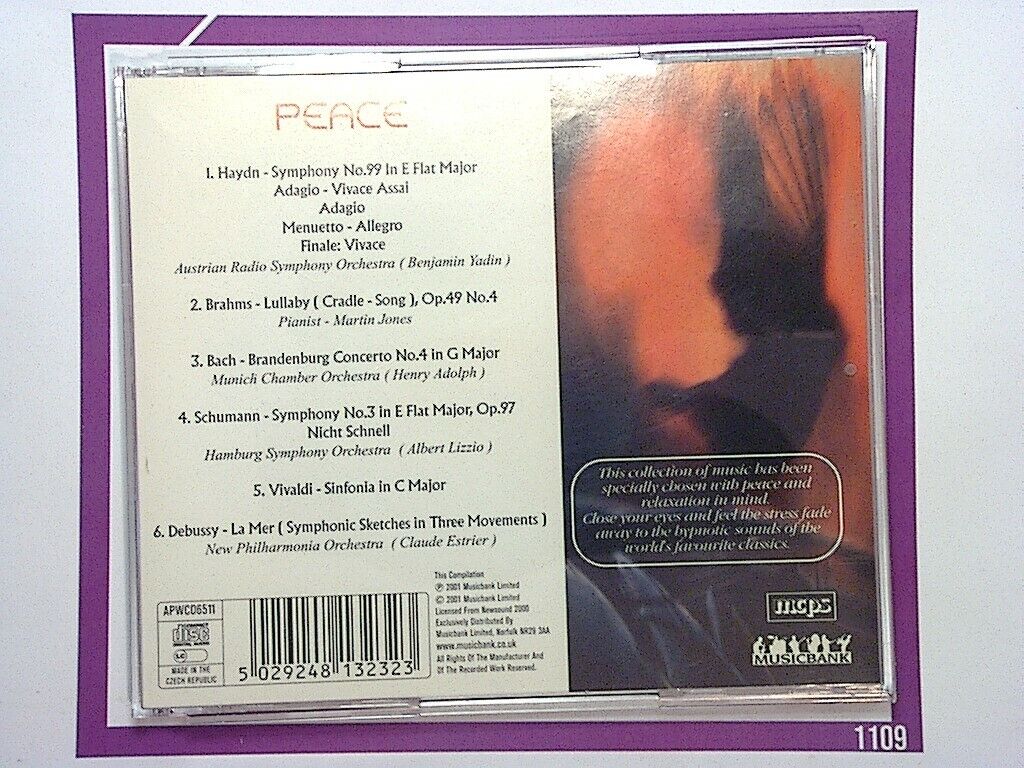 PEACE
1. Haydn - Symphony No.99 In E Flat Major
Adagio - Vivace Assai
Adagio
Menuetto - Allegro
Finale: Vivace
Austrian Radio Symphony Orchestra ( Benjamin Yadin )
2. Brahms - Lullaby ( Cradle - Song ), Op.49 No.4
Pianist - Martin Jones
3. Bach - Brandenburg Concerto No.4 in G Major
Munich Chamber Orchestra ( Henry Adolph )
4. Schumann - Symphony No.3 in E Flat Major, Op.97
Nicht Schnell
Hamburg Symphony Orchestra ( Albert Lizzio )
5. Vivaldi - Sinfonia in C Major
6. Debussy - La Mer ( Symphonic Sketches in Three Movements )
New Philharmonia Orchestra ( Claude Estrier )
This collection of music has been
specially chosen with peace and
relaxation in mind.
Close your eyes and feel the stress fade
away to the hypnotic sounds of the
world's favourite classics.
APWCD6511
COMPACT
disc
DIGITAL AUDIO
LC
MADE IN THE
CZECH REPUBLIC
5 029248 132323
This Compilation
℗ 2001 Musicbank Limited
© 2001 Musicbank Limited
Licensed From Newsound 2000
Exclusively Distributed By
Musicbank Limited, Norfolk NR29 3AA
www.musicbank.co.uk
All Rights Of The Manufacturer And
Of The Recorded Work Reserved.
mcps
MUSICBANK
1109